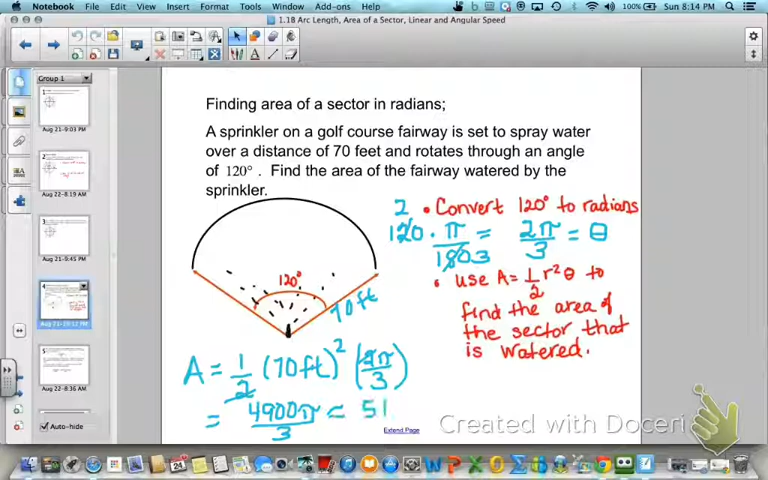 Notebook File Edit View Insert Format Tools Window Add-ons Help
100% Sun 8:14 PM
1.18 Arc Length, Area of a Sector, Linear and Angular Speed
Group 1
Aug 21-9:03 PM
Aug 22-8:19 AM
Aug 21-9:45 PM
Aug 22-8:36 AM
Auto-hide
Finding area of a sector in radians;
A sprinkler on a golf course fairway is set to spray water
over a distance of 70 feet and rotates through an angle
of 120° . Find the area of the fairway watered by the
sprinkler.
120°
70 ft
• Convert 120° to radians
2
120 · π/180 3 = 2π/3 = θ
• use A = 1/2 r² θ to
find the area of
the sector that
is watered.
A = 1/2 (70ft)² (2π/3)
= 4900π/3 = 51
Extend Page
Created with Doceri